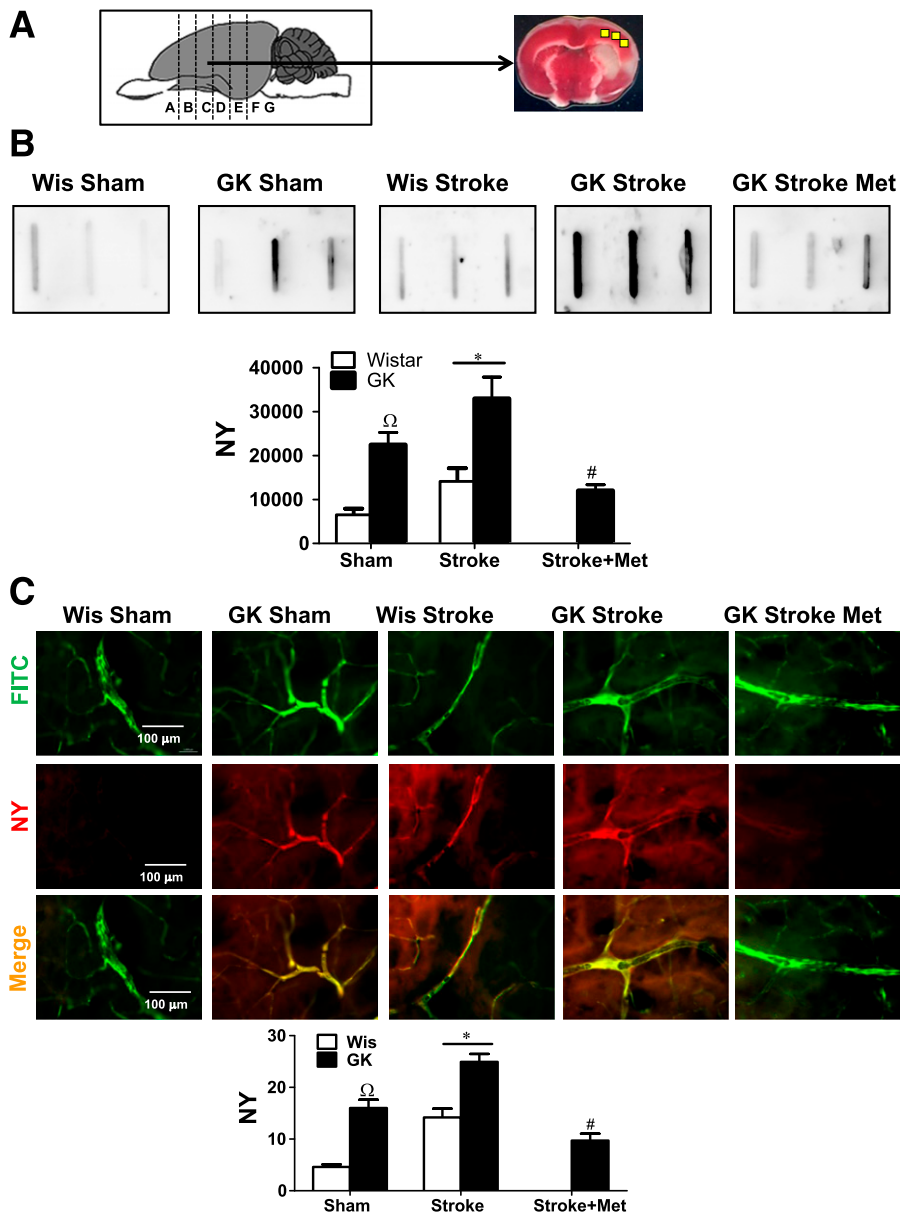 A
A B C D E F G
B
Wis Sham GK Sham Wis Stroke GK Stroke GK Stroke Met
40000
30000
20000
10000
0
NY
Wistar
GK
Ω
*
#
Sham Stroke Stroke+Met
C
Wis Sham GK Sham Wis Stroke GK Stroke GK Stroke Met
FITC
100 µm
NY
100 µm
Merge
100 µm
30
20
10
0
NY
Wis
GK
Ω
*
#
Sham Stroke Stroke+Met